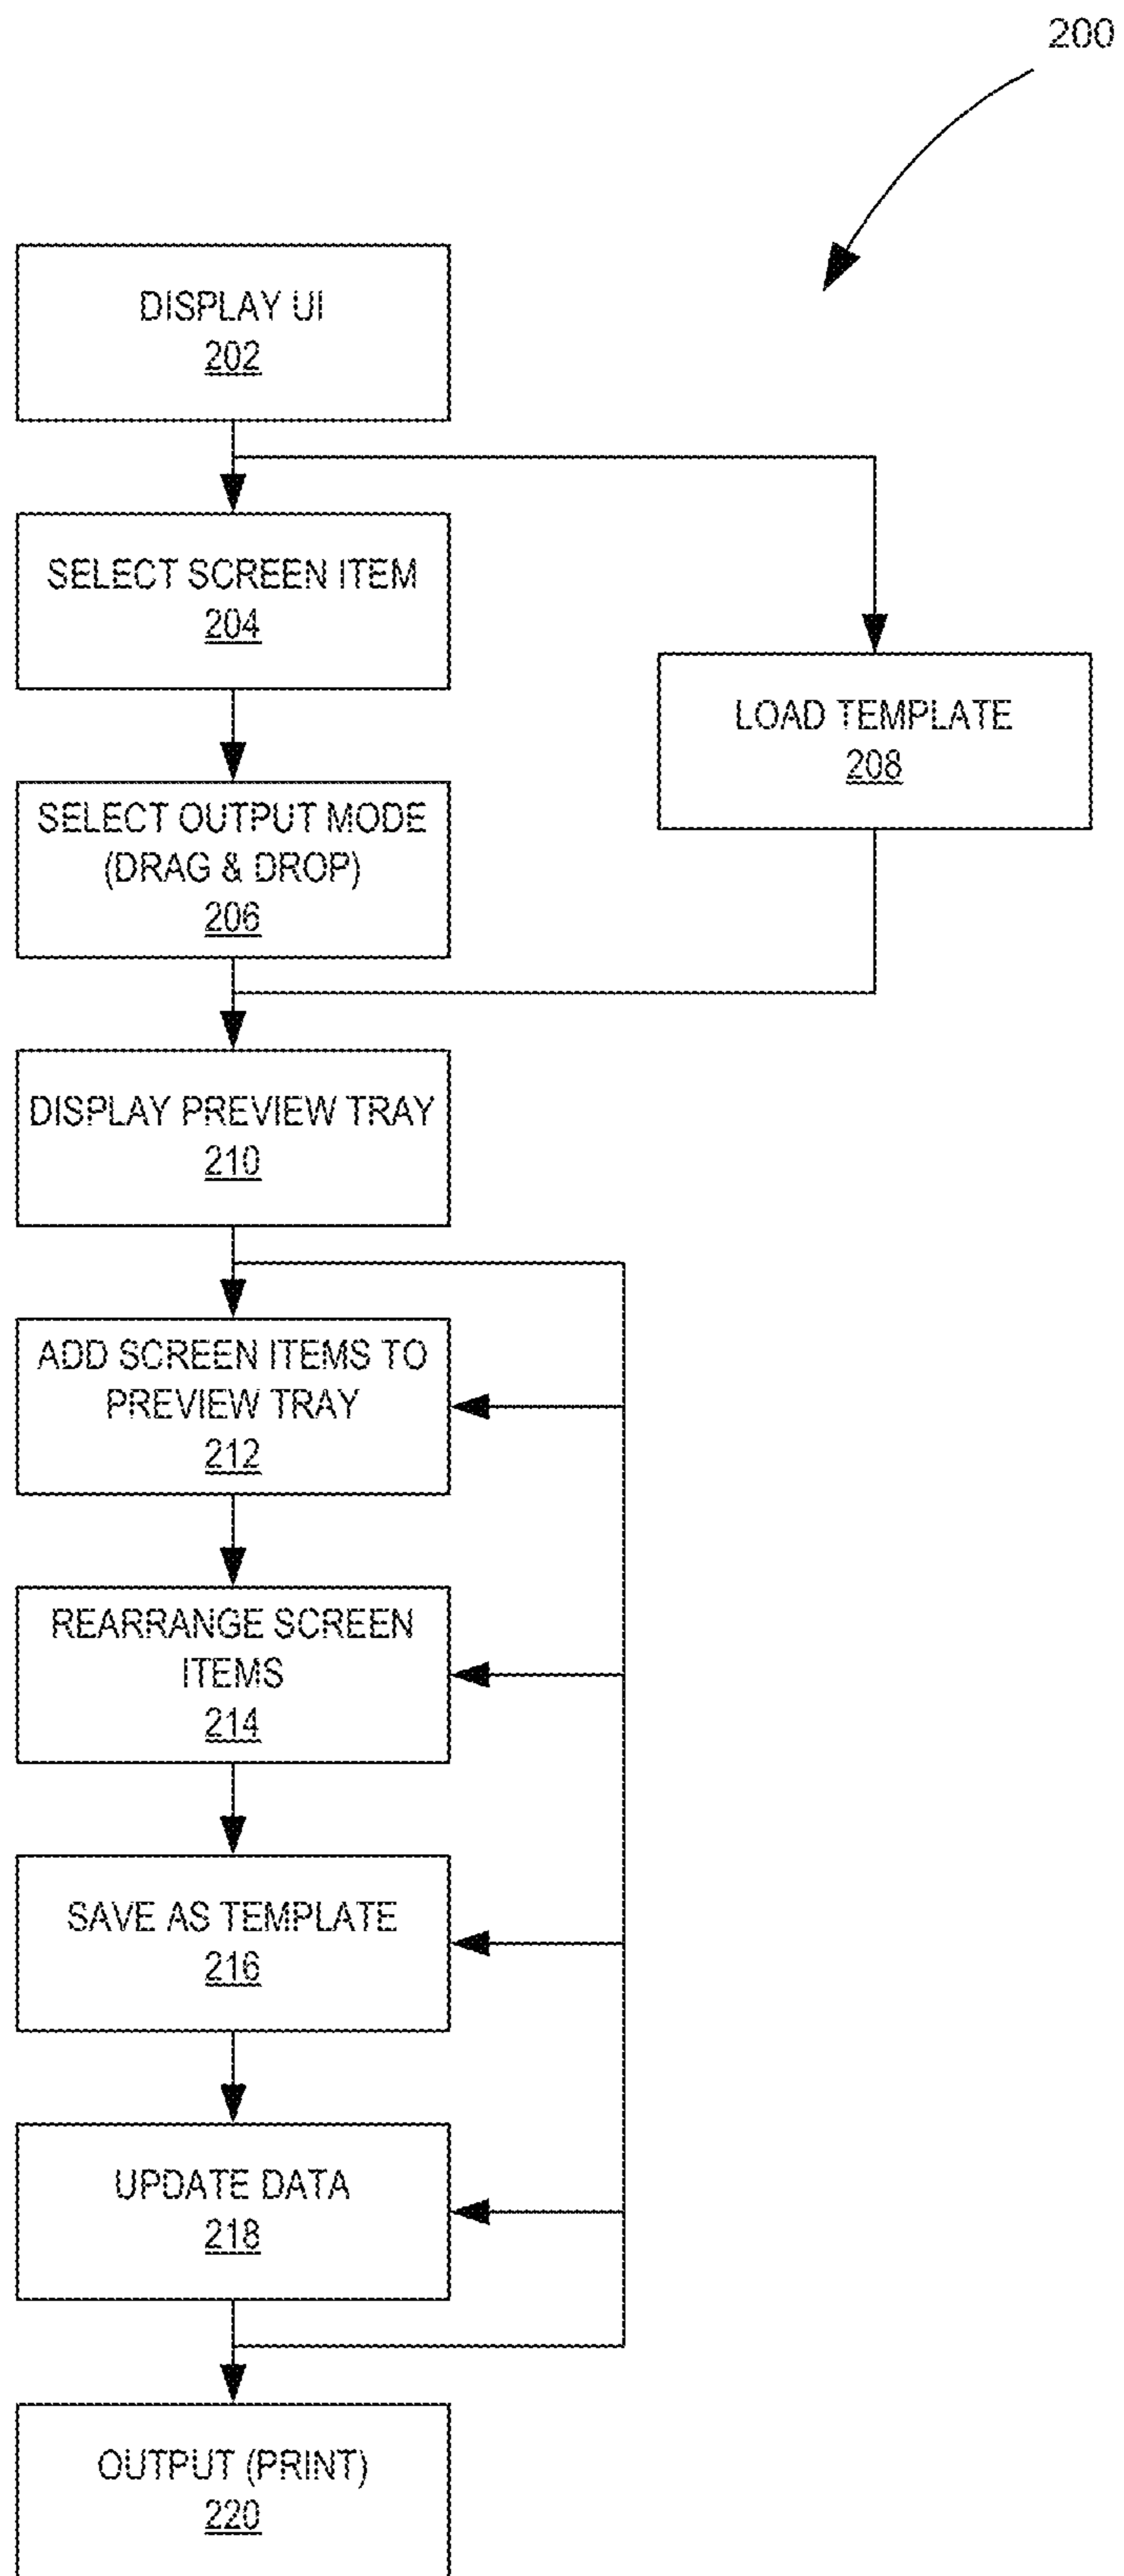 200
DISPLAY UI
202
SELECT SCREEN ITEM
204
LOAD TEMPLATE
208
SELECT OUTPUT MODE
(DRAG & DROP)
206
DISPLAY PREVIEW TRAY
210
ADD SCREEN ITEMS TO
PREVIEW TRAY
212
REARRANGE SCREEN
ITEMS
214
SAVE AS TEMPLATE
216
UPDATE DATA
218
OUTPUT (PRINT)
220